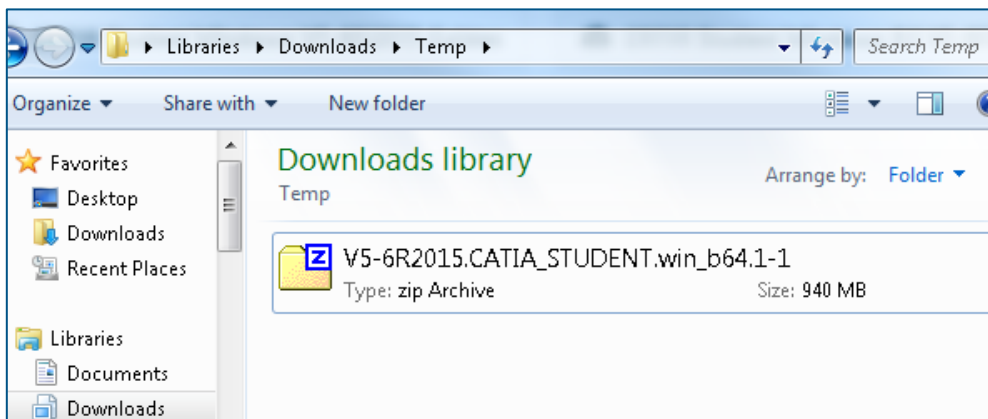 Libraries Downloads Temp
Search Temp
Organize Share with New folder
Favorites
Desktop
Downloads
Recent Places
Libraries
Documents
Downloads
Downloads library
Temp
Arrange by: Folder
Z
V5-6R2015.CATIA_STUDENT.win_b64.1-1
Type: zip Archive
Size: 940 MB